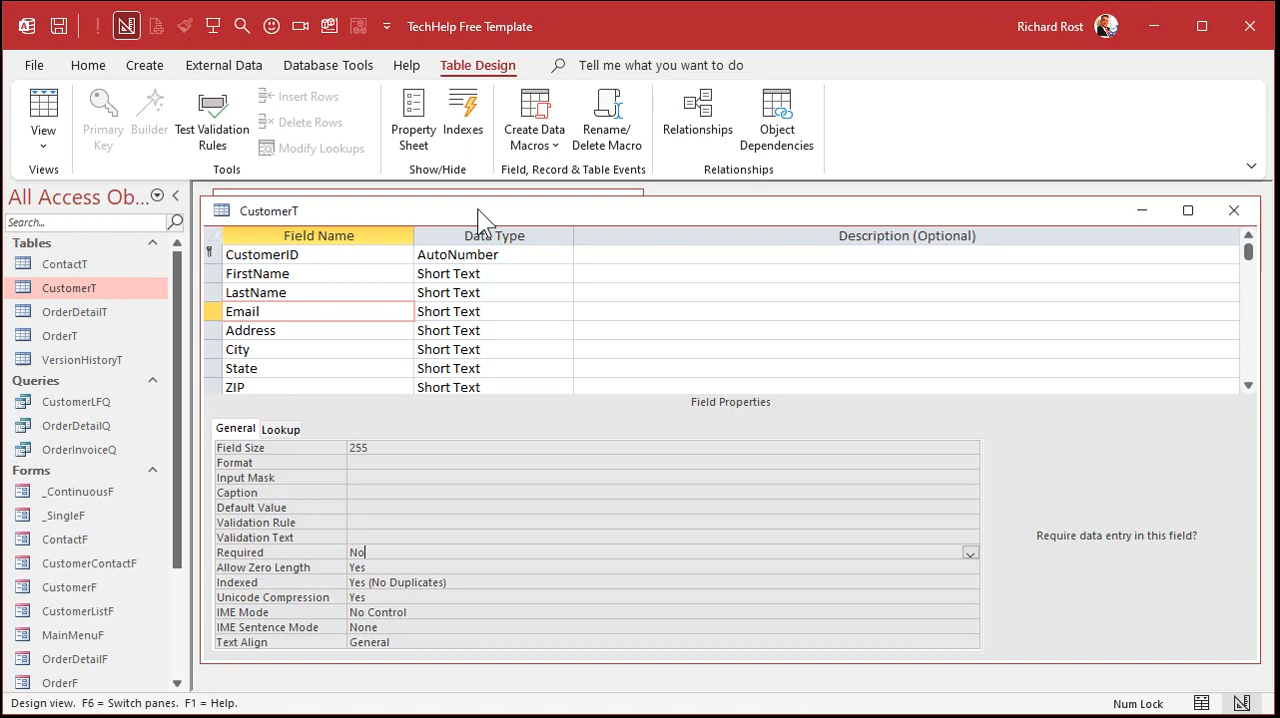 TechHelp Free Template
Richard Rost
File
Home
Create
External Data
Database Tools
Help
Table Design
Tell me what you want to do
View
Primary Key
Builder
Test Validation Rules
Insert Rows
Delete Rows
Modify Lookups
Property Sheet
Indexes
Create Data Macros
Rename/ Delete Macro
Relationships
Object Dependencies
Views
Tools
Show/Hide
Field, Record & Table Events
Relationships
All Access Ob...
Search...
Tables
ContactT
CustomerT
OrderDetailT
OrderT
VersionHistoryT
Queries
CustomerLFQ
OrderDetailQ
OrderInvoiceQ
Forms
_ContinuousF
_SingleF
ContactF
CustomerContactF
CustomerF
CustomerListF
MainMenuF
OrderDetailF
OrderF
CustomerT
Field Name Data Type Description (Optional)
CustomerID AutoNumber
FirstName Short Text
LastName Short Text
Email Short Text
Address Short Text
City Short Text
State Short Text
ZIP Short Text
Field Properties
General Lookup
Field Size 255
Format
Input Mask
Caption
Default Value
Validation Rule
Validation Text
Required No
Allow Zero Length Yes
Indexed Yes (No Duplicates)
Unicode Compression Yes
IME Mode No Control
IME Sentence Mode None
Text Align General
Require data entry in this field?
Design view. F6 = Switch panes. F1 = Help.
Num Lock